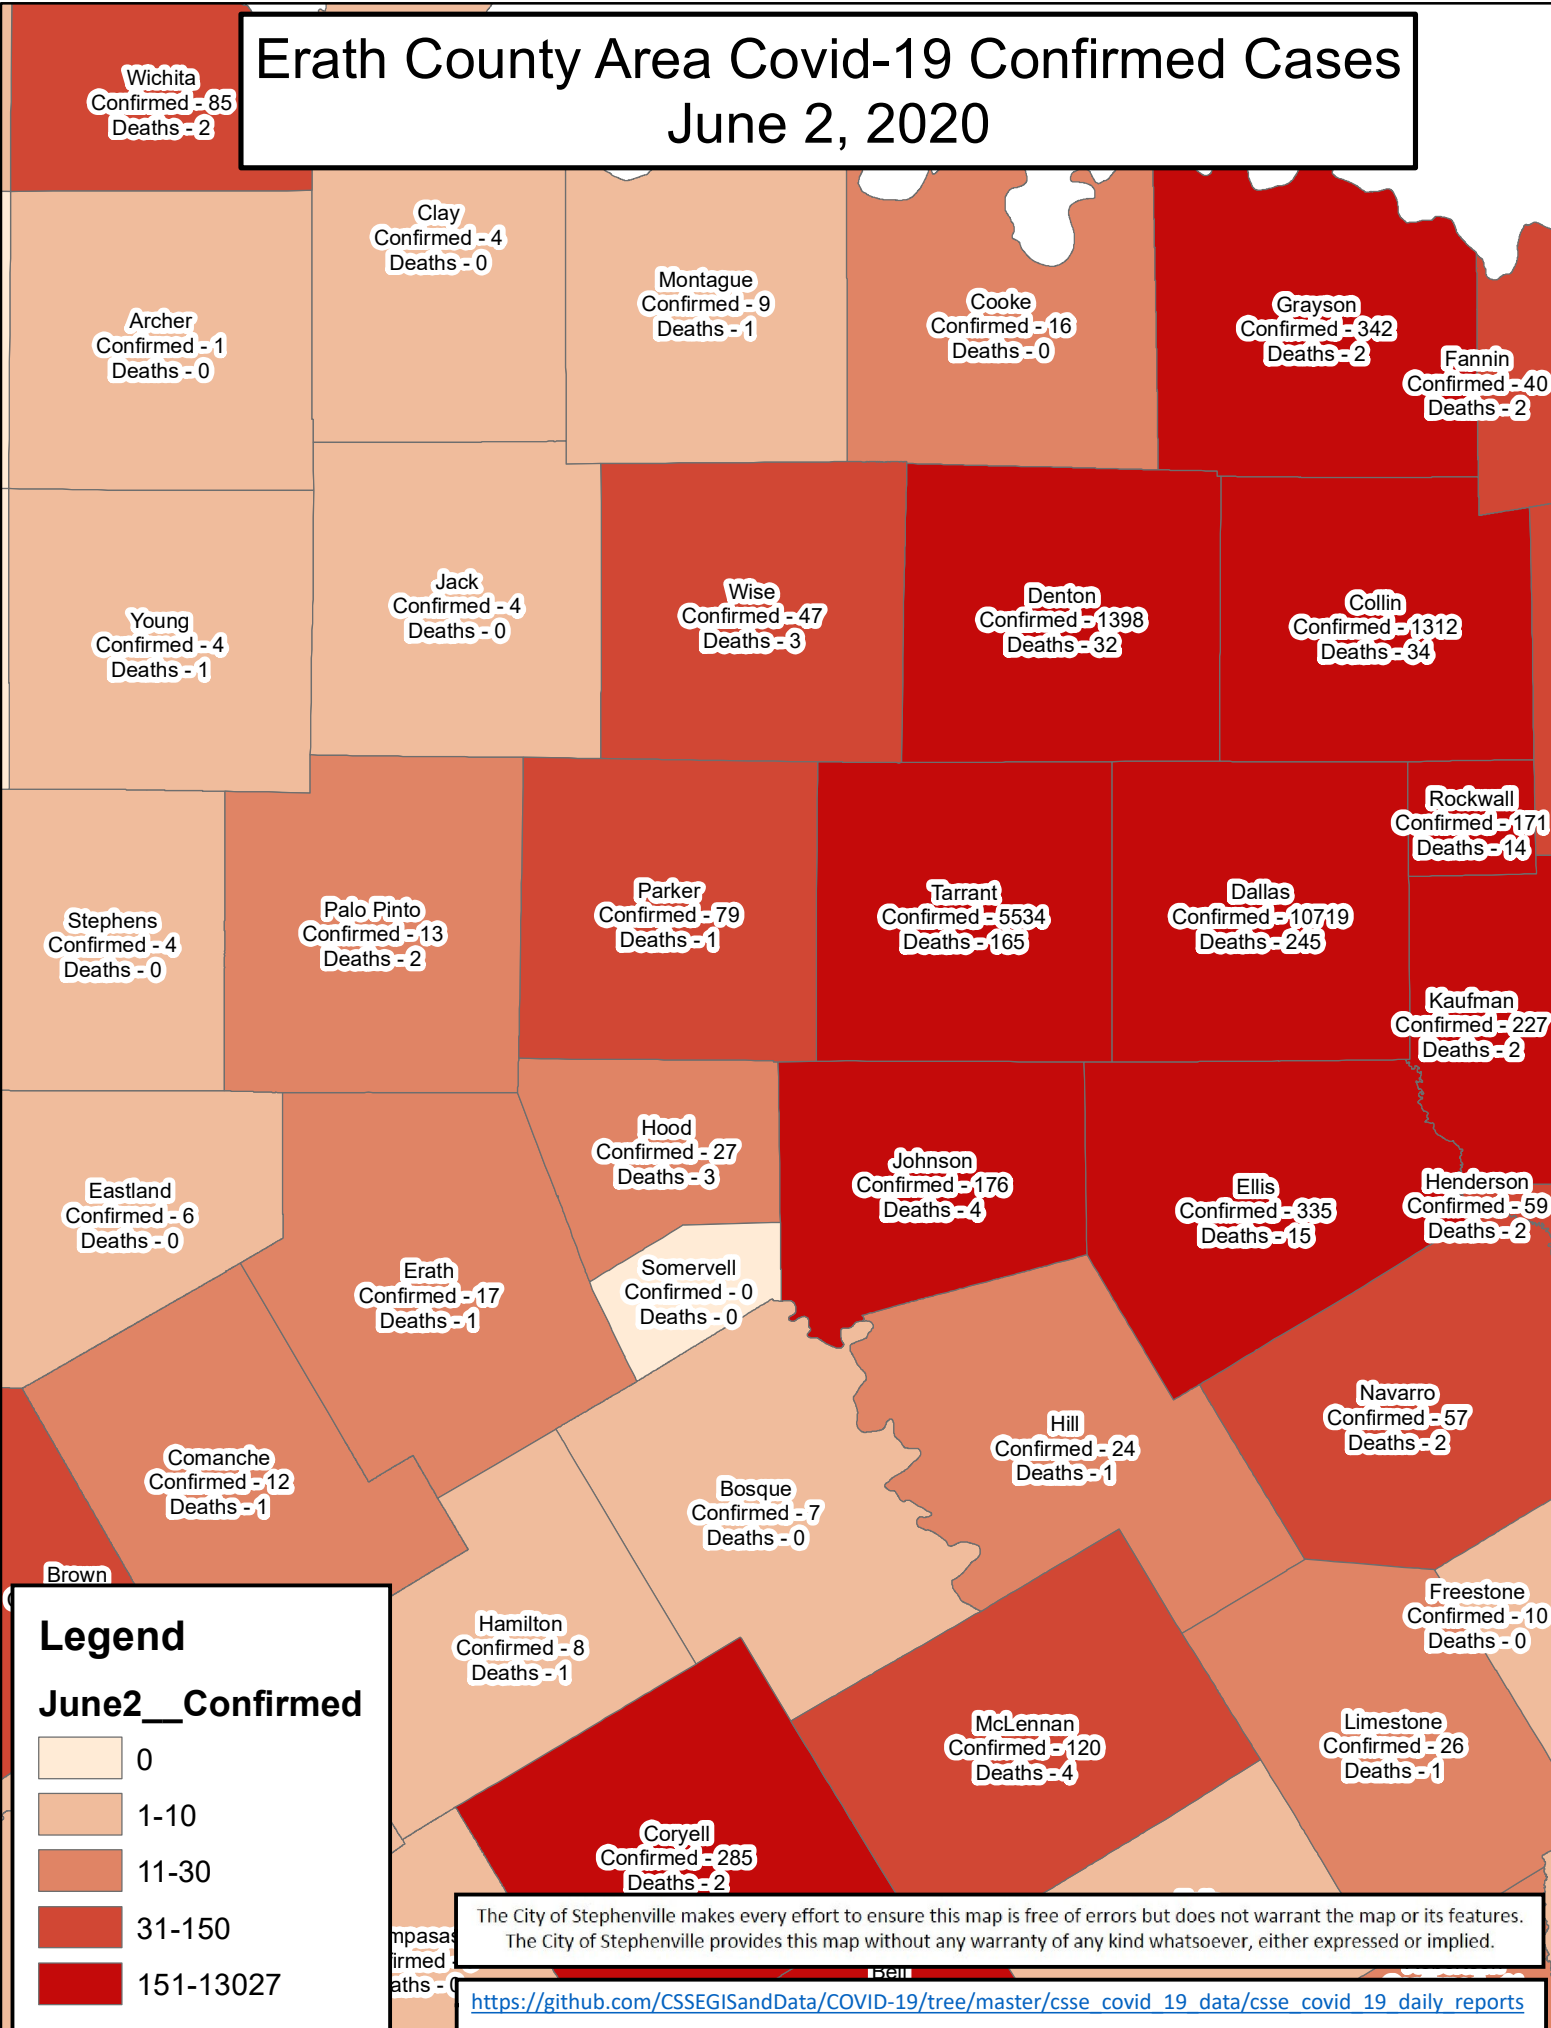 Erath County Area Covid-19 Confirmed Cases
June 2, 2020
Wichita
Confirmed - 85
Deaths - 2
Clay
Confirmed - 4
Deaths - 0
Montague
Confirmed - 9
Deaths - 1
Cooke
Confirmed - 16
Deaths - 0
Grayson
Confirmed - 342
Deaths - 2
Archer
Confirmed - 1
Deaths - 0
Fannin
Confirmed - 40
Deaths - 2
Young
Confirmed - 4
Deaths - 1
Jack
Confirmed - 4
Deaths - 0
Wise
Confirmed - 47
Deaths - 3
Denton
Confirmed - 1398
Deaths - 32
Collin
Confirmed - 1312
Deaths - 34
Rockwall
Confirmed - 171
Deaths - 14
Stephens
Confirmed - 4
Deaths - 0
Palo Pinto
Confirmed - 13
Deaths - 2
Parker
Confirmed - 79
Deaths - 1
Tarrant
Confirmed - 5534
Deaths - 165
Dallas
Confirmed - 10719
Deaths - 245
Kaufman
Confirmed - 227
Deaths - 2
Eastland
Confirmed - 6
Deaths - 0
Hood
Confirmed - 27
Deaths - 3
Johnson
Confirmed - 176
Deaths - 4
Ellis
Confirmed - 335
Deaths - 15
Henderson
Confirmed - 59
Deaths - 2
Erath
Confirmed - 17
Deaths - 1
Somervell
Confirmed - 0
Deaths - 0
Comanche
Confirmed - 12
Deaths - 1
Bosque
Confirmed - 7
Deaths - 0
Hill
Confirmed - 24
Deaths - 1
Navarro
Confirmed - 57
Deaths - 2
Brown
Hamilton
Confirmed - 8
Deaths - 1
Freestone
Confirmed - 10
Deaths - 0
McLennan
Confirmed - 120
Deaths - 4
Limestone
Confirmed - 26
Deaths - 1
Coryell
Confirmed - 285
Deaths - 2
mpasas
firmed -
aths - 0
Bell
Legend
June2__Confirmed
0
1-10
11-30
31-150
151-13027
The City of Stephenville makes every effort to ensure this map is free of errors but does not warrant the map or its features.
The City of Stephenville provides this map without any warranty of any kind whatsoever, either expressed or implied.
https://github.com/CSSEGISandData/COVID-19/tree/master/csse_covid_19_data/csse_covid_19_daily_reports